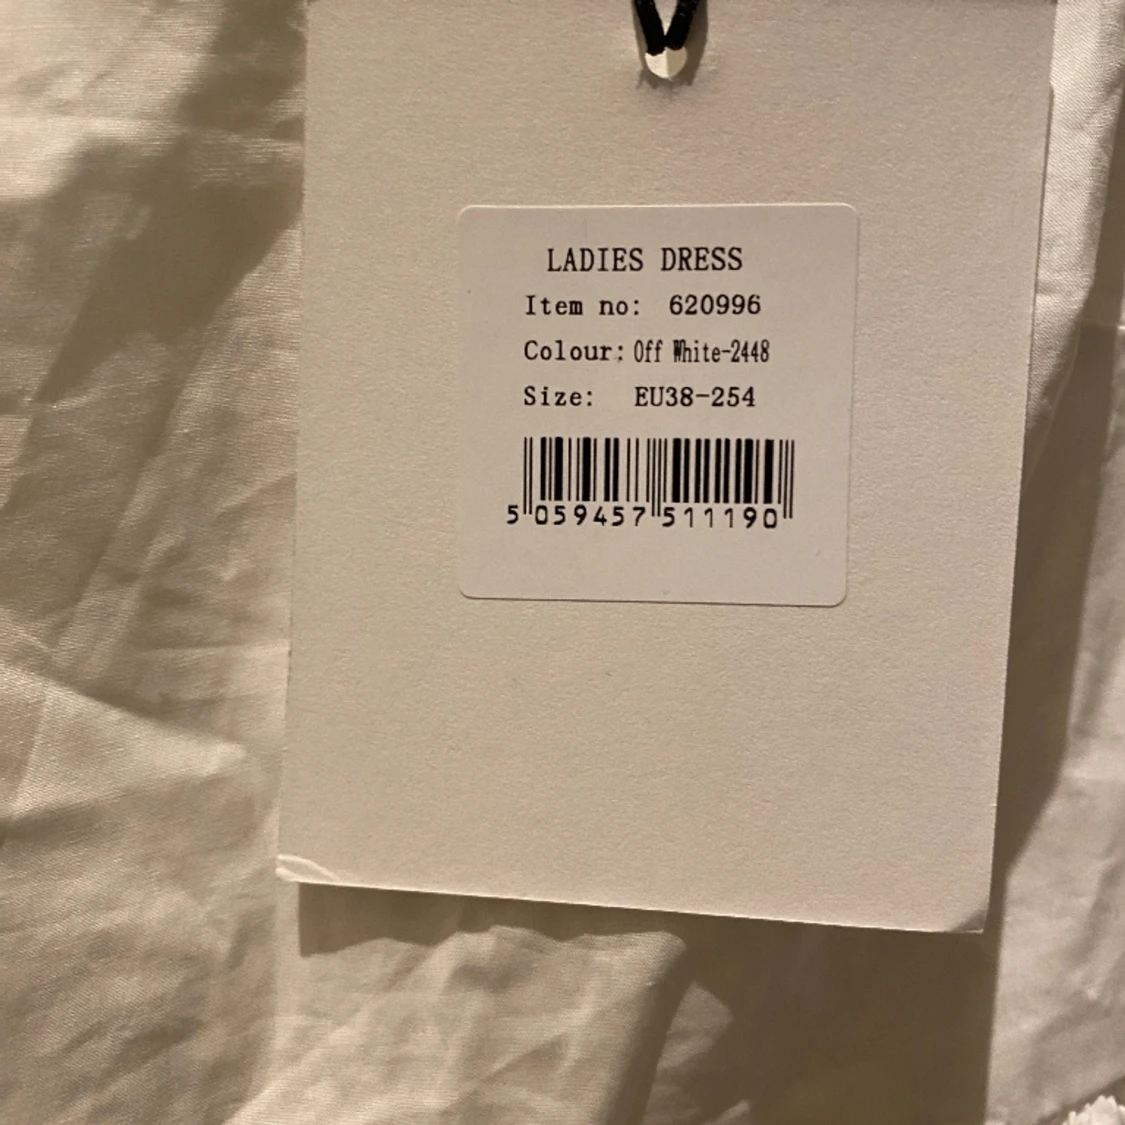 LADIES DRESS
Item no: 620996
Colour: Off White-2448
Size: EU38-254
5 059457 511190